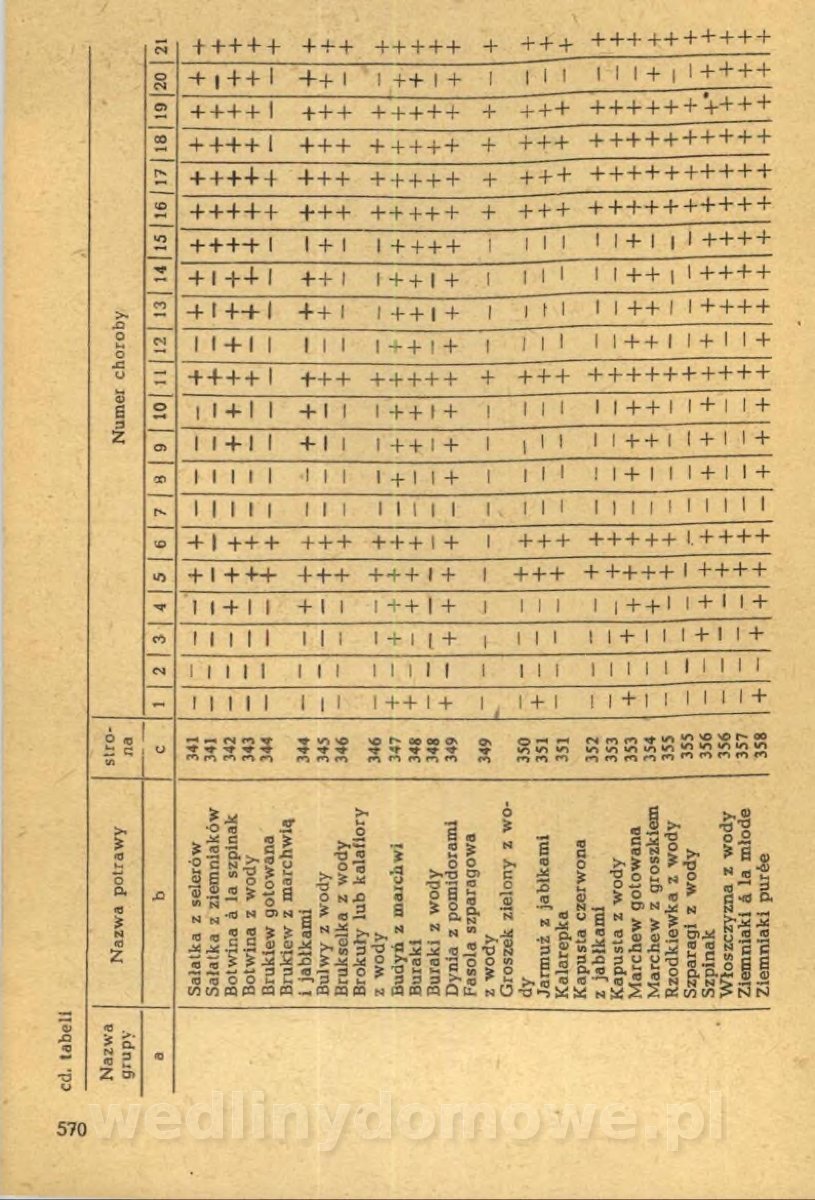 570
cd. tabeli
Nazwa grupy Nazwa potrawy stro-na Numer choroby
a b c 1 2 3 4 5 6 7 8 9 10 11 12 13 14 15 16 17 18 19 20 21
Sałatka z selerów 341 — — — — + + — — — — + — + + + + + + + + +
Sałatka z ziemniaków 341 — — — — — — — — — — + — — — + + + + + — +
Botwina à la szpinak 342 — — — + + + — — + + + + + + + + + + + + +
Botwina z wody 343 — — — — + + — — — — + — + + + + + + + + +
Brukiew gotowana 344 — — — — + + — — — — — — — — — + + — — — +
Brukiew z marchwią
i jabłkami 344 — — — + + + — — + + + — + + — + + + + + +
Bulwy z wody 345 — — — — + + — — — — + — + + + + + + + + +
Brukselka z wody 346 — — — — + + — — — — + — — — — + + + + — +
Brokuły lub kalafiory
z wody 346 — — — — + + — — — — + — — — — + + + + — +
Budyń z marchwi 347 + — + + + + — + + + + + + + + + + + + + +
Buraki 348 + — — + + + — — + + + + + + + + + + + + +
Buraki z wody 348 — — — — — — — — — — + — — — + + + + + — +
Dynia z pomidorami 349 + — + + + + — + + + + + + + + + + + + + +
Fasola szparagowa
z wody 349 — — — — — — — — — — + — — — — + + + + — +
Groszek zielony z wo-
dy 350 — — — — + + — — — — + — — — — + + + + — +
Jarmuż z jabłkami 351 + — — — + + — — — — + — — — — + + + + — +
Kalarepka 351 — — — — + + — — — — + — — — — + + + + — +
Kapusta czerwona
z jabłkami 352 — — — — + + — — — — + — — — — + + + + — +
Kapusta z wody 353 — — — — + + — — — — + — — — — + + + + — +
Marchew gotowana 353 + — + + + + — + + + + + + + + + + + + — +
Marchew z groszkiem 354 — — — + + + — — + + + + + + — + + + + + +
Rzodkiewka z wody 355 — — — — + + — — — — + — — — — + + + + — +
Szparagi z wody 355 — — — — — — — — — — + — — — — + + + + — +
Szpinak 356 — — + + + + — + + + + + + + + + + + + + +
Włoszczyzna z wody 356 — — — — + + — — — — + — + + + + + + + + +
Ziemniaki à la młode 357 — — — — + + — — — — + — + + + + + + + + +
Ziemniaki purée 358 + — + + + + — + + + + + + + + + + + + + +
wedlinydomowe.pl